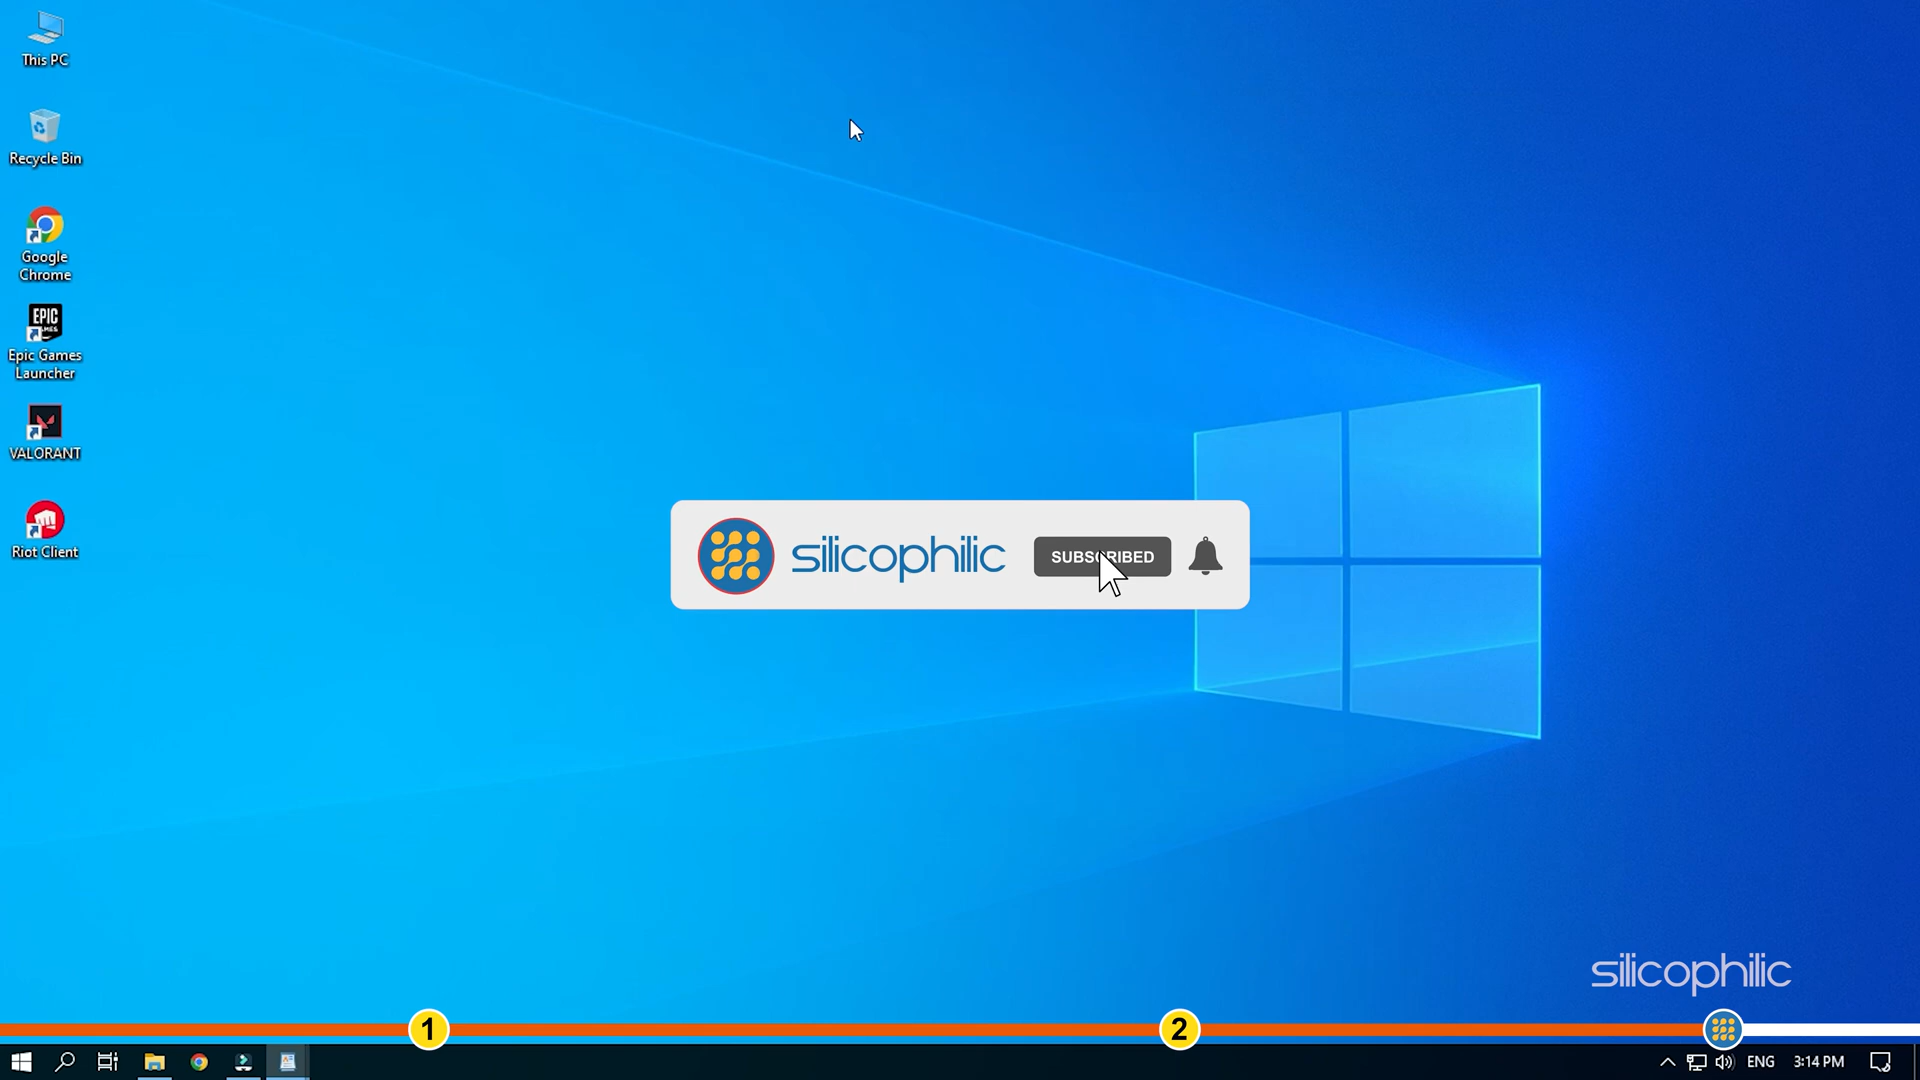 This PC
Recycle Bin
Google
Chrome
EPIC
GAMES
Epic Games
Launcher
VALORANT
Riot Client
silicophilic
SUBSCRIBED
silicophilic
1
2
ENG
3:14 PM